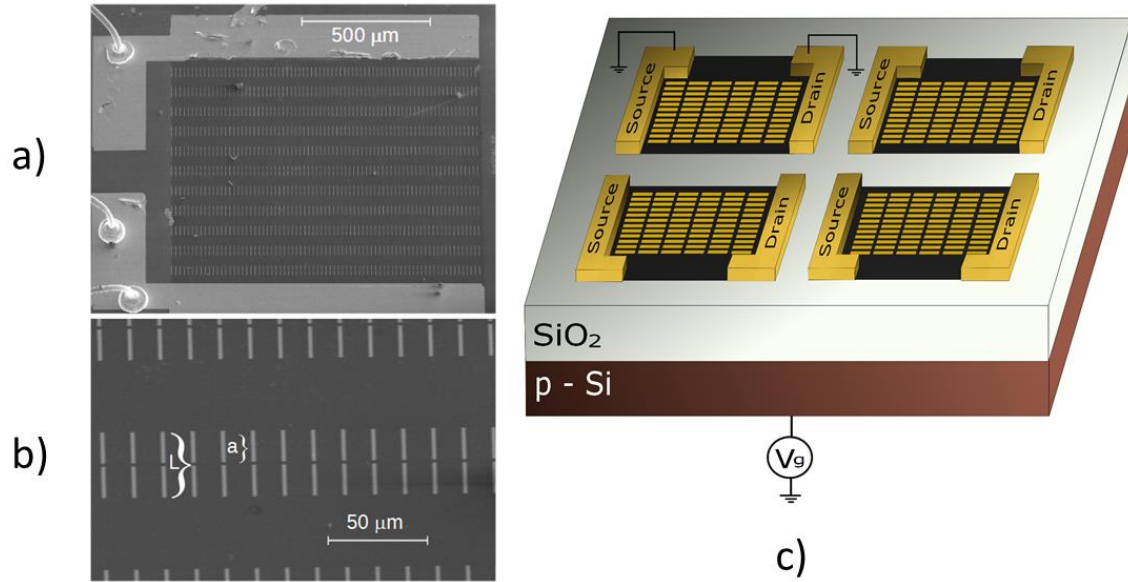 a)
500 μm
b)
L
a
50 μm
Source
Drain
Source
Drain
Source
Drain
Source
Drain
SiO₂
p - Si
Vg
c)